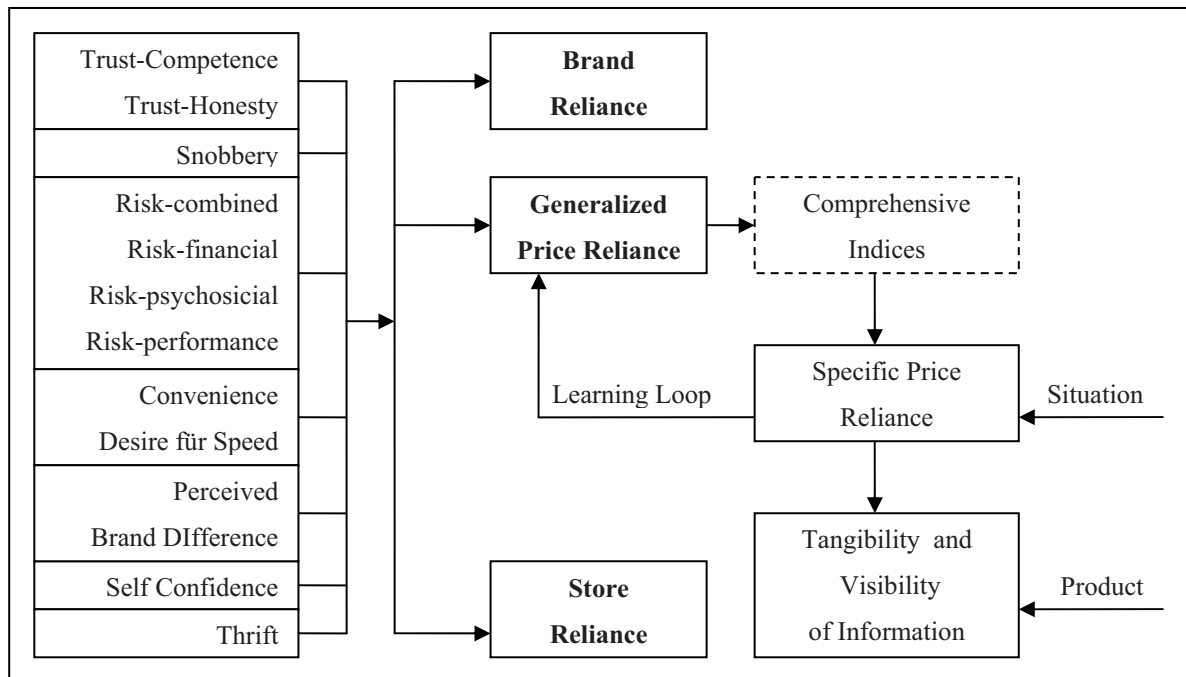 Trust-Competence
Trust-Honesty
Snobbery
Risk-combined
Risk-financial
Risk-psychosicial
Risk-performance
Convenience
Desire für Speed
Perceived
Brand DIfference
Self Confidence
Thrift
Brand
Reliance
Generalized
Price Reliance
Comprehensive
Indices
Learning Loop
Specific Price
Reliance
Situation
Store
Reliance
Tangibility and
Visibility
of Information
Product